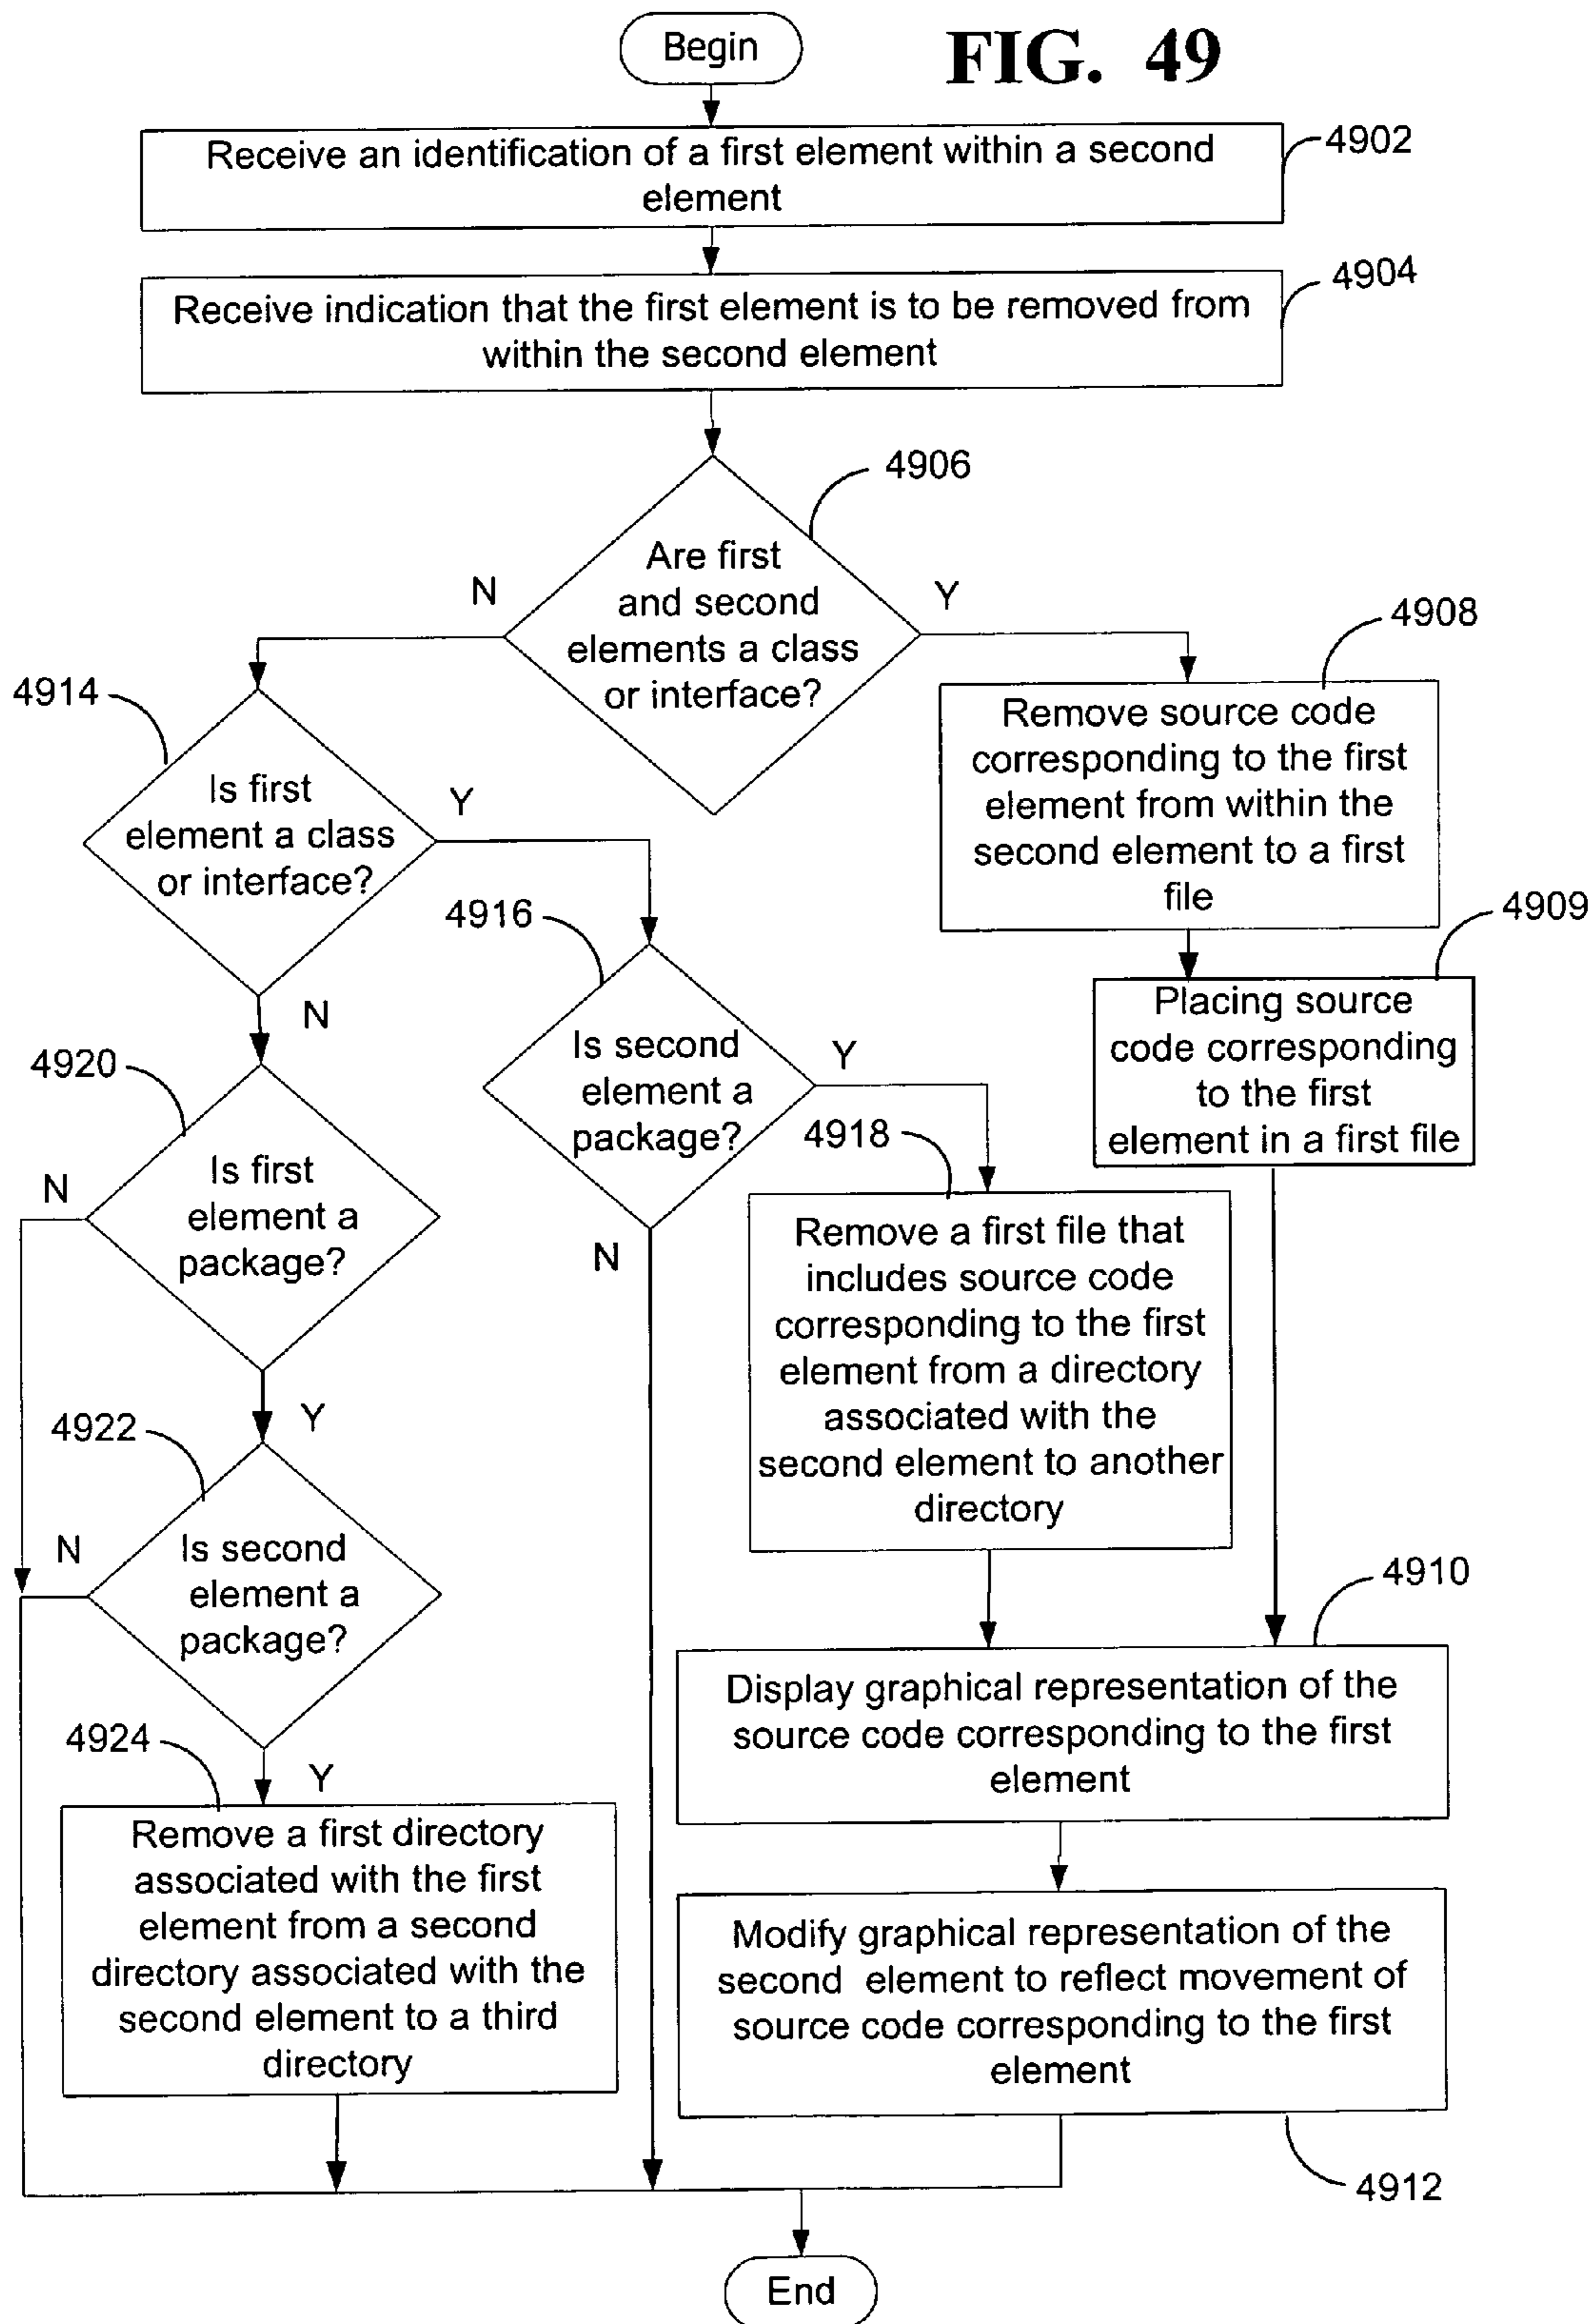 Begin
FIG. 49
Receive an identification of a first element within a second
element
4902
Receive indication that the first element is to be removed from
within the second element
4904
4906
Are first
and second
elements a class
or interface?
N
Y
4908
Remove source code
corresponding to the first
element from within the
second element to a first
file
4914
Is first
element a class
or interface?
Y
N
4909
Placing source
code corresponding
to the first
element in a first file
4916
Is second
element a
package?
Y
N
4920
Is first
element a
package?
N
Y
4918
Remove a first file that
includes source code
corresponding to the first
element from a directory
associated with the
second element to another
directory
4922
Is second
element a
package?
N
Y
4910
Display graphical representation of the
source code corresponding to the first
element
4924
Remove a first directory
associated with the first
element from a second
directory associated with the
second element to a third
directory
Modify graphical representation of the
second element to reflect movement of
source code corresponding to the first
element
4912
End